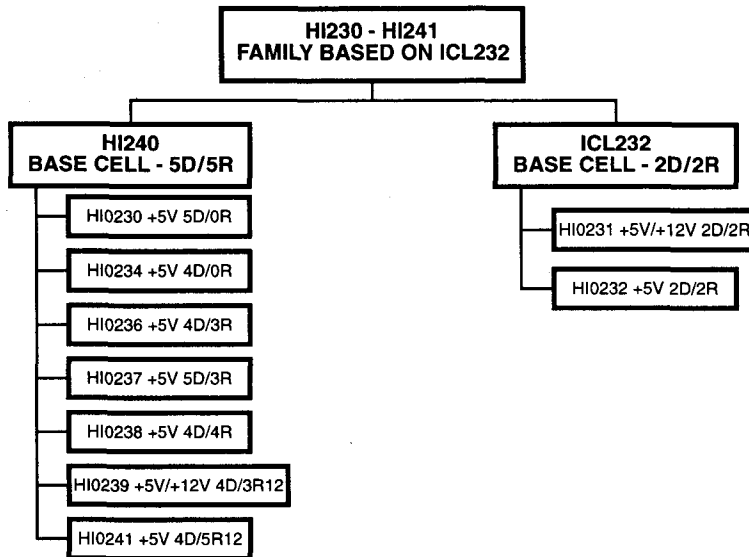 HI230 - HI241
FAMILY BASED ON ICL232
HI240
BASE CELL - 5D/5R
HI0230 +5V 5D/0R
HI0234 +5V 4D/0R
HI0236 +5V 4D/3R
HI0237 +5V 5D/3R
HI0238 +5V 4D/4R
HI0239 +5V/+12V 4D/3R12
HI0241 +5V 4D/5R12
ICL232
BASE CELL - 2D/2R
HI0231 +5V/+12V 2D/2R
HI0232 +5V 2D/2R